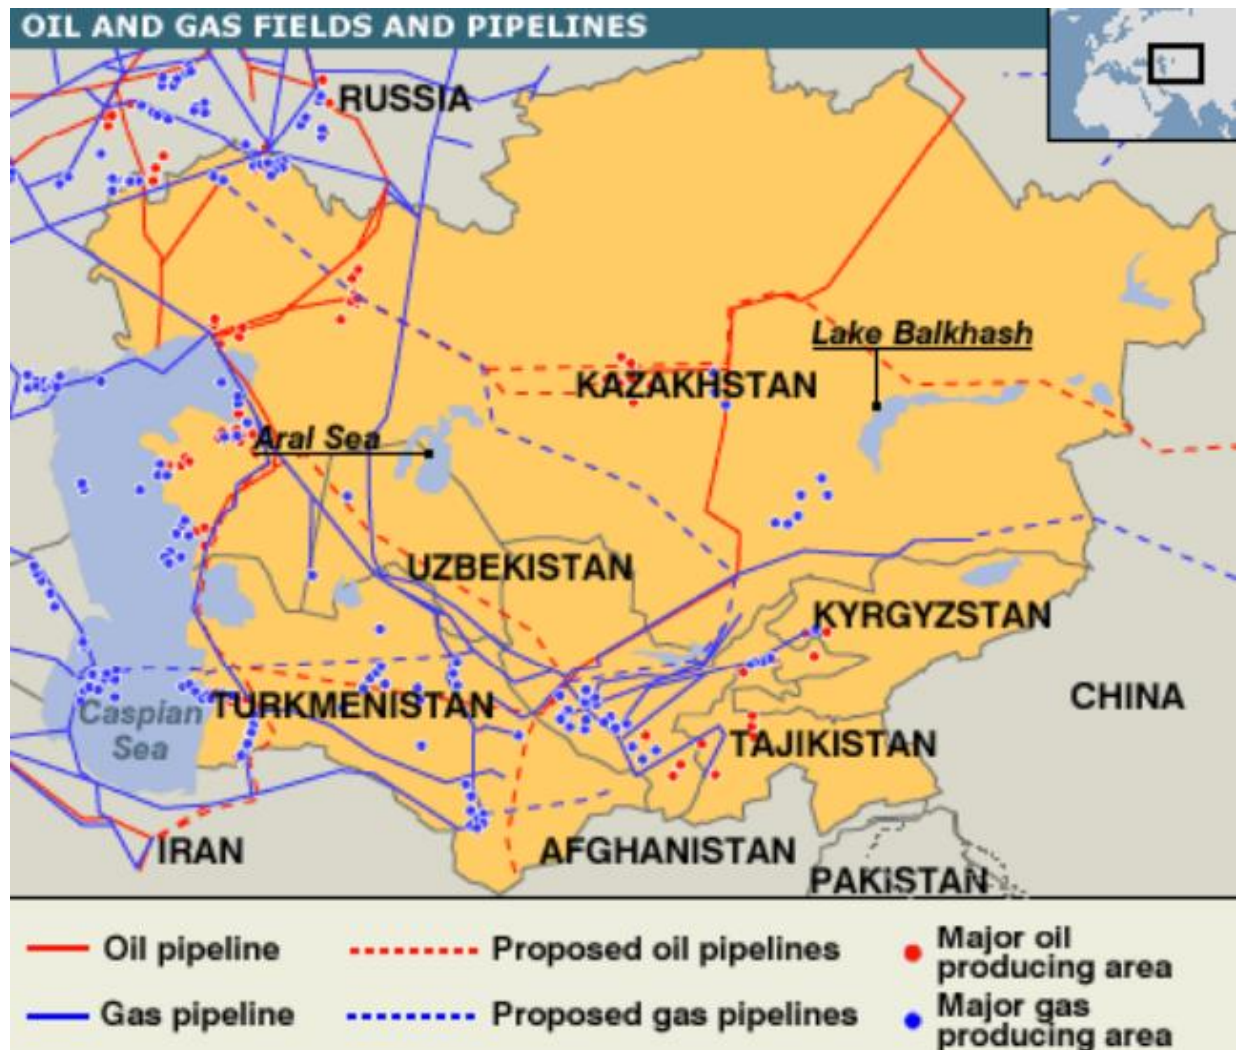 OIL AND GAS FIELDS AND PIPELINES
RUSSIA
Lake Balkhash
KAZAKHSTAN
Aral Sea
UZBEKISTAN
KYRGYZSTAN
CHINA
TURKMENISTAN
Caspian
Sea
TAJIKISTAN
IRAN
AFGHANISTAN
PAKISTAN
Oil pipeline
Proposed oil pipelines
Major oil
producing area
Gas pipeline
Proposed gas pipelines
Major gas
producing area